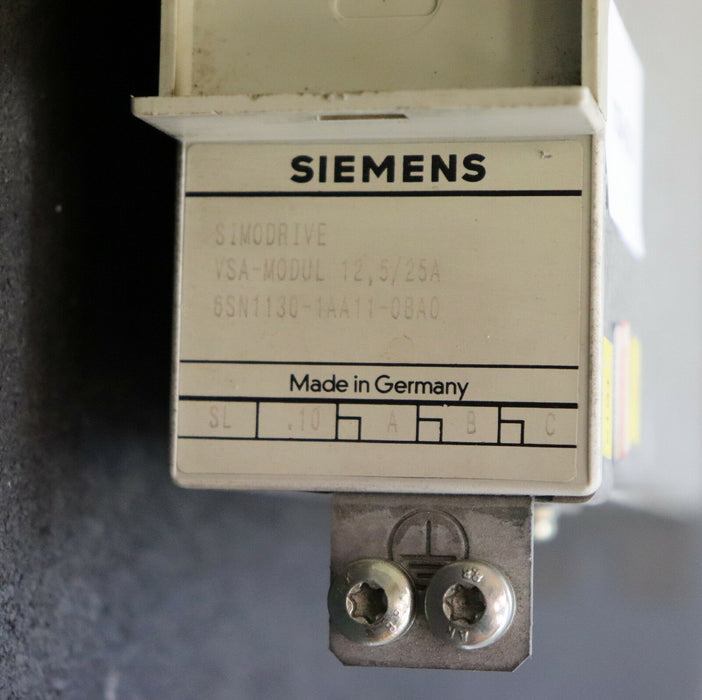 SIEMENS
SIMODRIVE
VSA-MODUL 12,5/25A
6SN1130-1AA11-0BA0
Made in Germany
SL .10 A B C